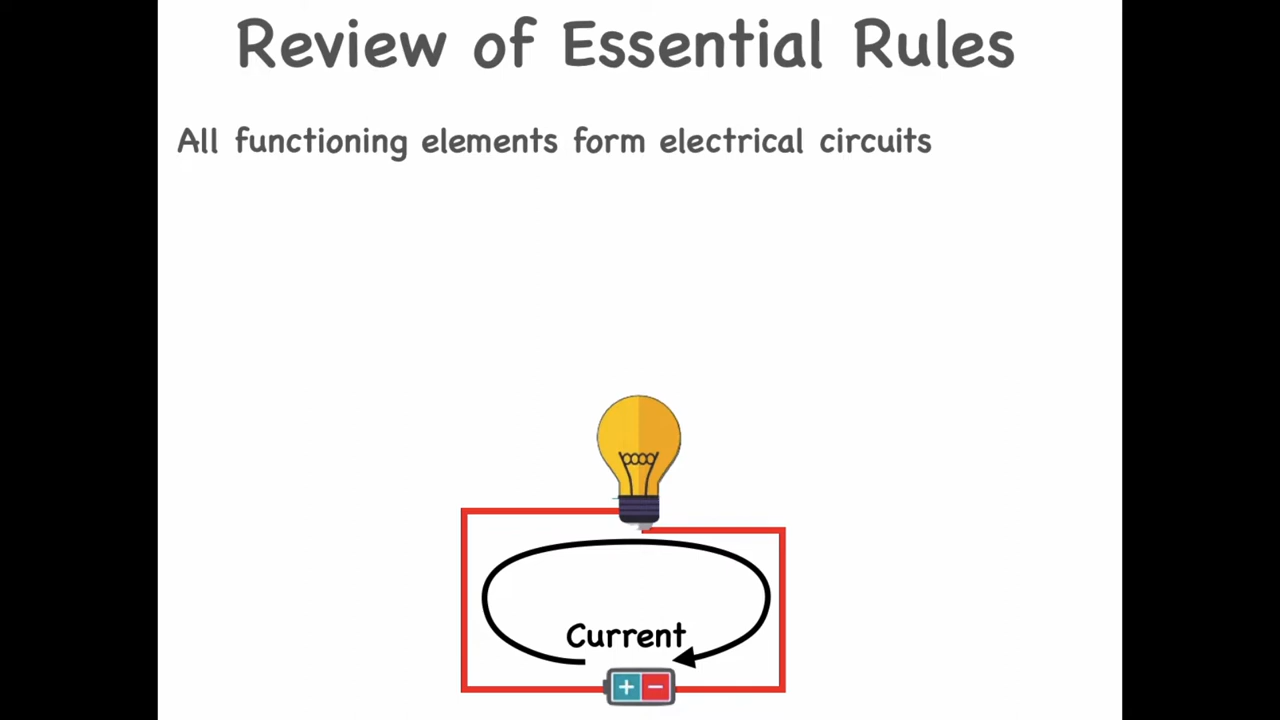 Review of Essential Rules
All functioning elements form electrical circuits
Current
+ −